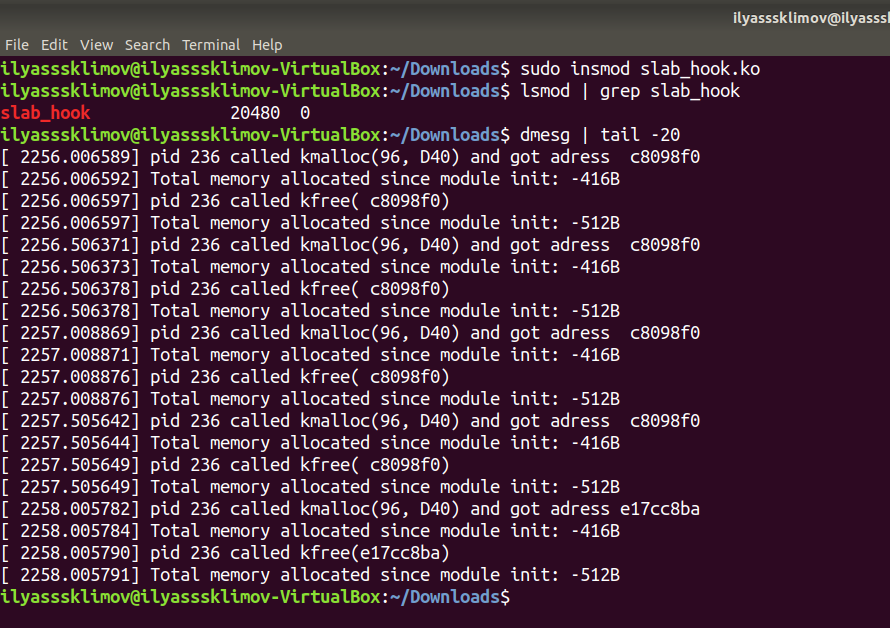 ilyasssklimov@ilyasss
File Edit View Search Terminal Help
ilyasssklimov@ilyasssklimov-VirtualBox:~/Downloads$ sudo insmod slab_hook.ko
ilyasssklimov@ilyasssklimov-VirtualBox:~/Downloads$ lsmod | grep slab_hook
slab_hook              20480  0
ilyasssklimov@ilyasssklimov-VirtualBox:~/Downloads$ dmesg | tail -20
[ 2256.006589] pid 236 called kmalloc(96, D40) and got adress  c8098f0
[ 2256.006592] Total memory allocated since module init: -416B
[ 2256.006597] pid 236 called kfree( c8098f0)
[ 2256.006597] Total memory allocated since module init: -512B
[ 2256.506371] pid 236 called kmalloc(96, D40) and got adress  c8098f0
[ 2256.506373] Total memory allocated since module init: -416B
[ 2256.506378] pid 236 called kfree( c8098f0)
[ 2256.506378] Total memory allocated since module init: -512B
[ 2257.008869] pid 236 called kmalloc(96, D40) and got adress  c8098f0
[ 2257.008871] Total memory allocated since module init: -416B
[ 2257.008876] pid 236 called kfree( c8098f0)
[ 2257.008876] Total memory allocated since module init: -512B
[ 2257.505642] pid 236 called kmalloc(96, D40) and got adress  c8098f0
[ 2257.505644] Total memory allocated since module init: -416B
[ 2257.505649] pid 236 called kfree( c8098f0)
[ 2257.505649] Total memory allocated since module init: -512B
[ 2258.005782] pid 236 called kmalloc(96, D40) and got adress e17cc8ba
[ 2258.005784] Total memory allocated since module init: -416B
[ 2258.005790] pid 236 called kfree(e17cc8ba)
[ 2258.005791] Total memory allocated since module init: -512B
ilyasssklimov@ilyasssklimov-VirtualBox:~/Downloads$